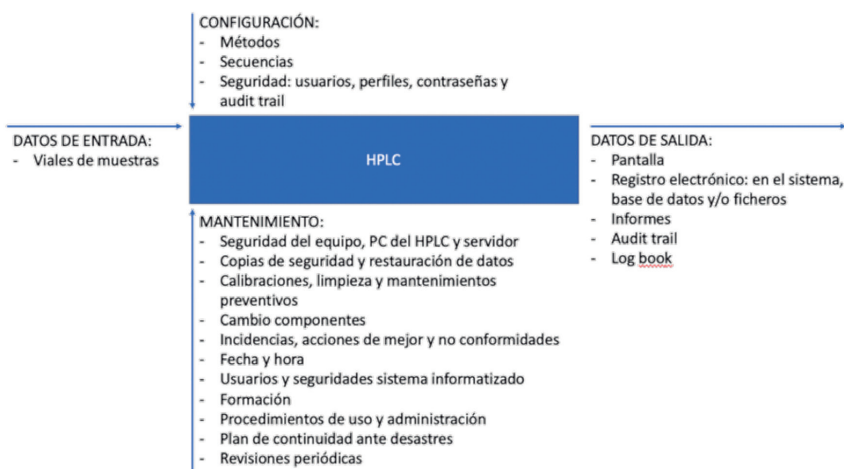 CONFIGURACIÓN:
- Métodos
- Secuencias
- Seguridad: usuarios, perfiles, contraseñas y
audit trail
DATOS DE ENTRADA:
- Viales de muestras
HPLC
DATOS DE SALIDA:
- Pantalla
- Registro electrónico: en el sistema,
base de datos y/o ficheros
- Informes
- Audit trail
- Log book
MANTENIMIENTO:
- Seguridad del equipo, PC del HPLC y servidor
- Copias de seguridad y restauración de datos
- Calibraciones, limpieza y mantenimientos
preventivos
- Cambio componentes
- Incidencias, acciones de mejor y no conformidades
- Fecha y hora
- Usuarios y seguridades sistema informatizado
- Formación
- Procedimientos de uso y administración
- Plan de continuidad ante desastres
- Revisiones periódicas